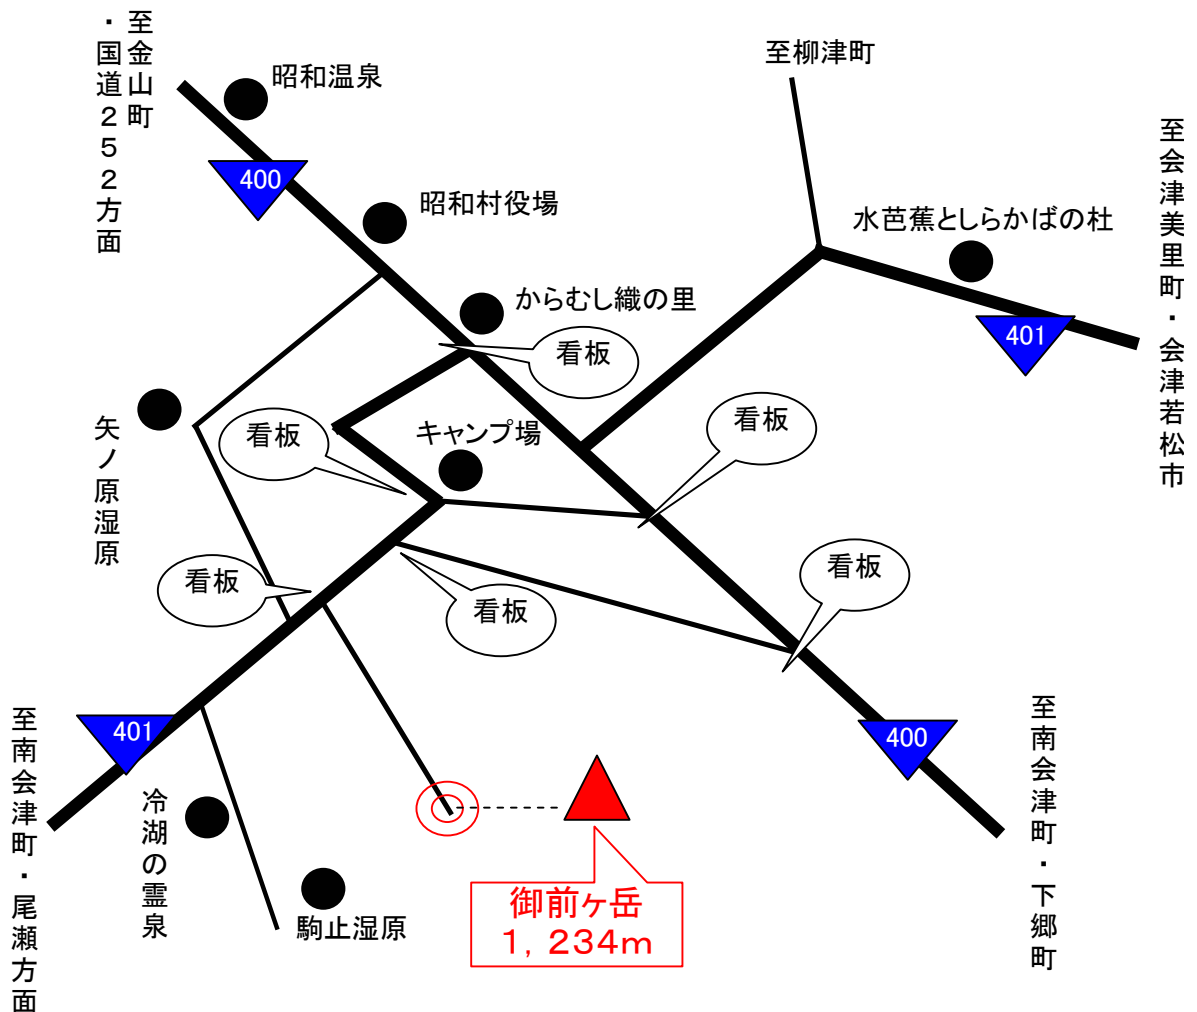 至金山町
・国道252方面
昭和温泉
至柳津町
400
昭和村役場
水芭蕉としらかばの杜
至会津美里町・会津若松市
からむし織の里
401
看板
看板
キャンプ場
看板
矢ノ原湿原
看板
看板
看板
至南会津町・尾瀬方面
401
400
至南会津町・下郷町
冷湖の霊泉
駒止湿原
御前ヶ岳
1,234m